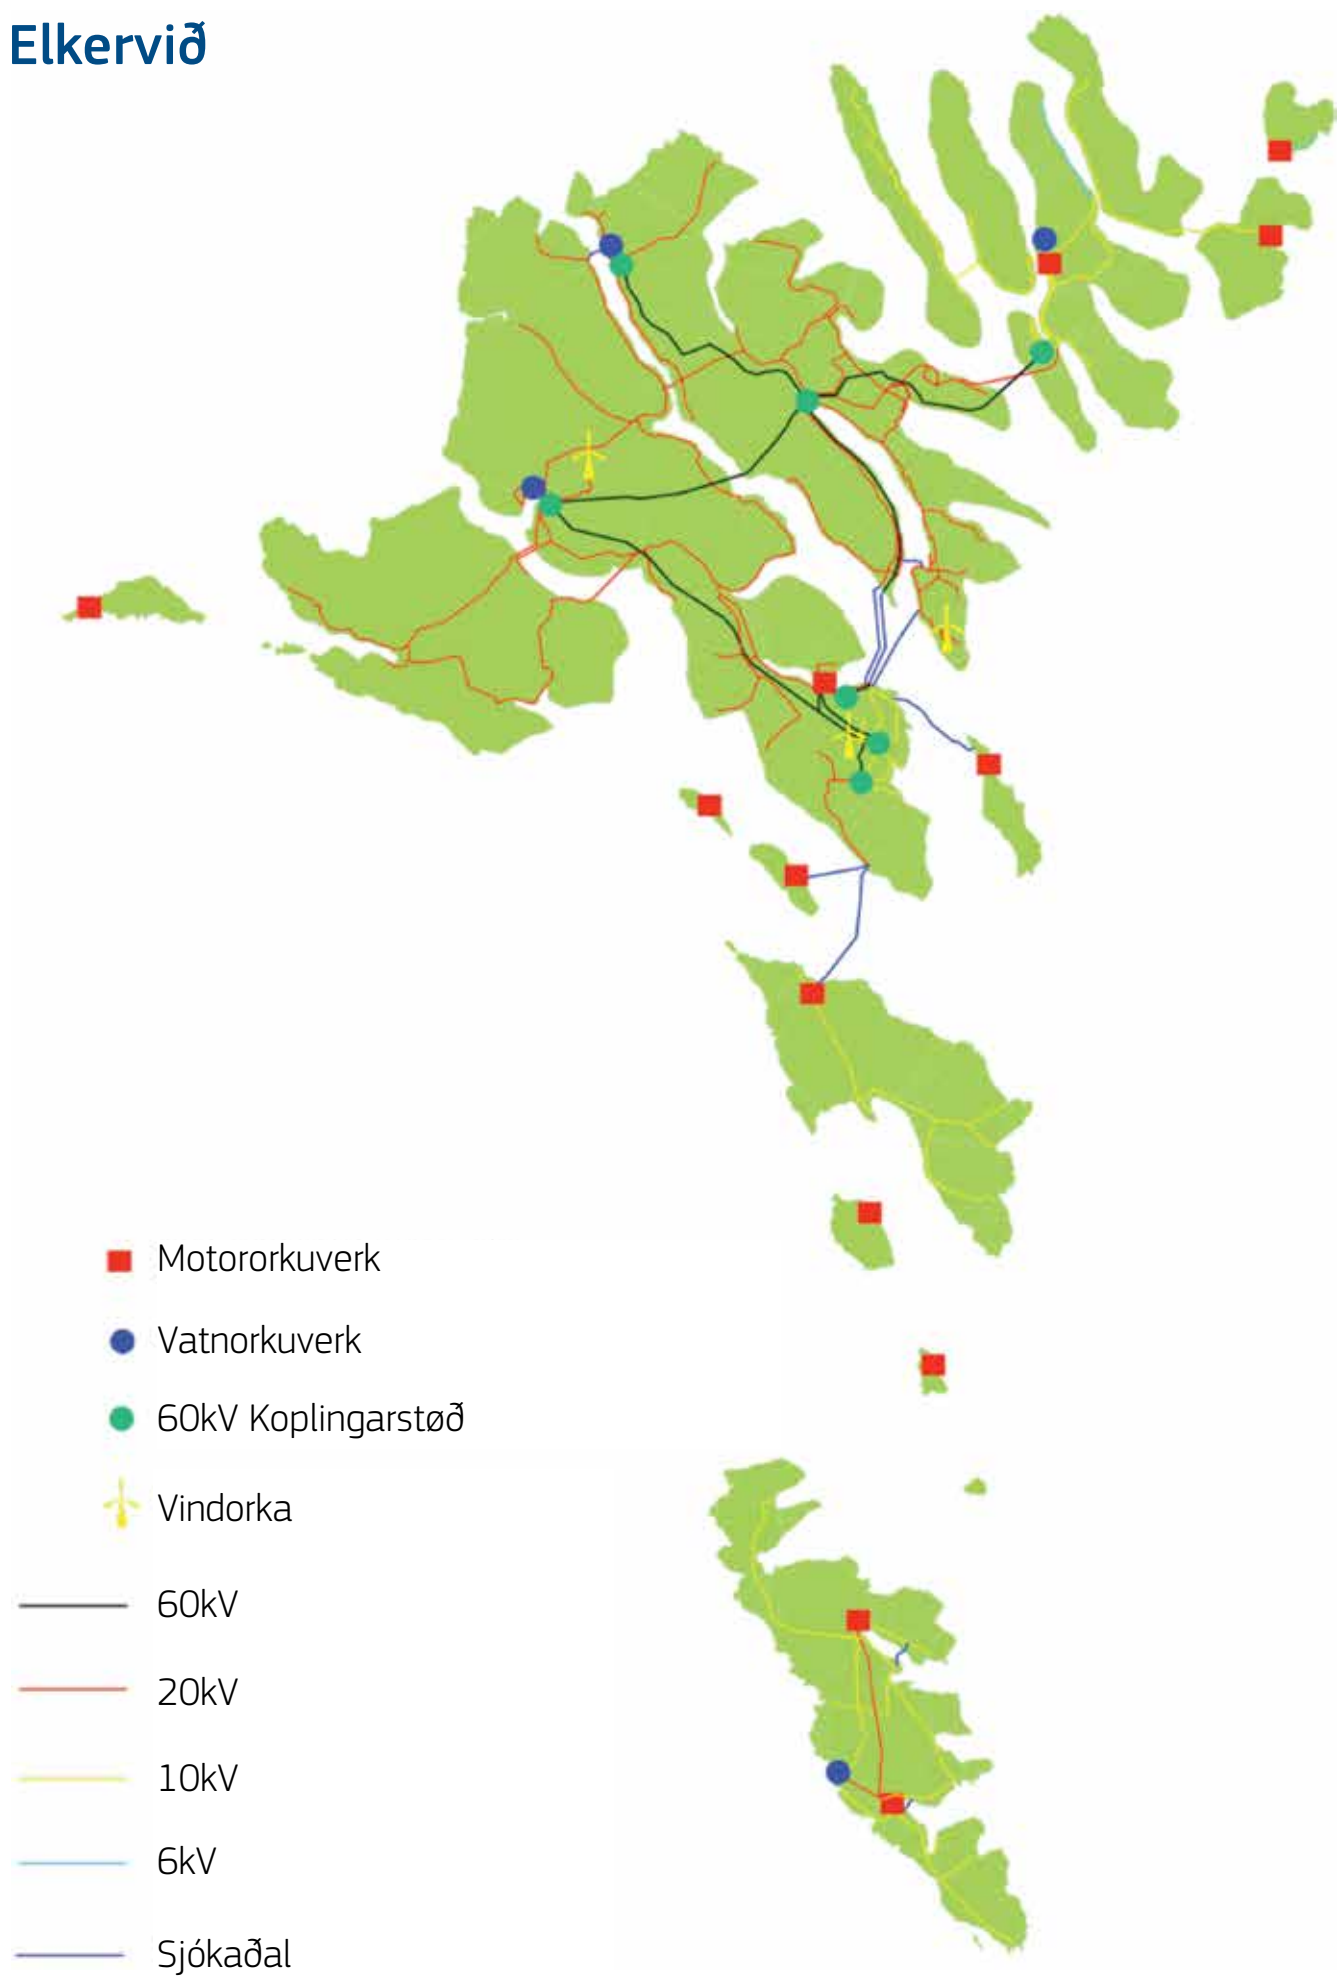 Elkervið
Motororkuverk
Vatnorkuverk
60kV Koplingarstøð
Vindorka
60kV
20kV
10kV
6kV
Sjókaðal